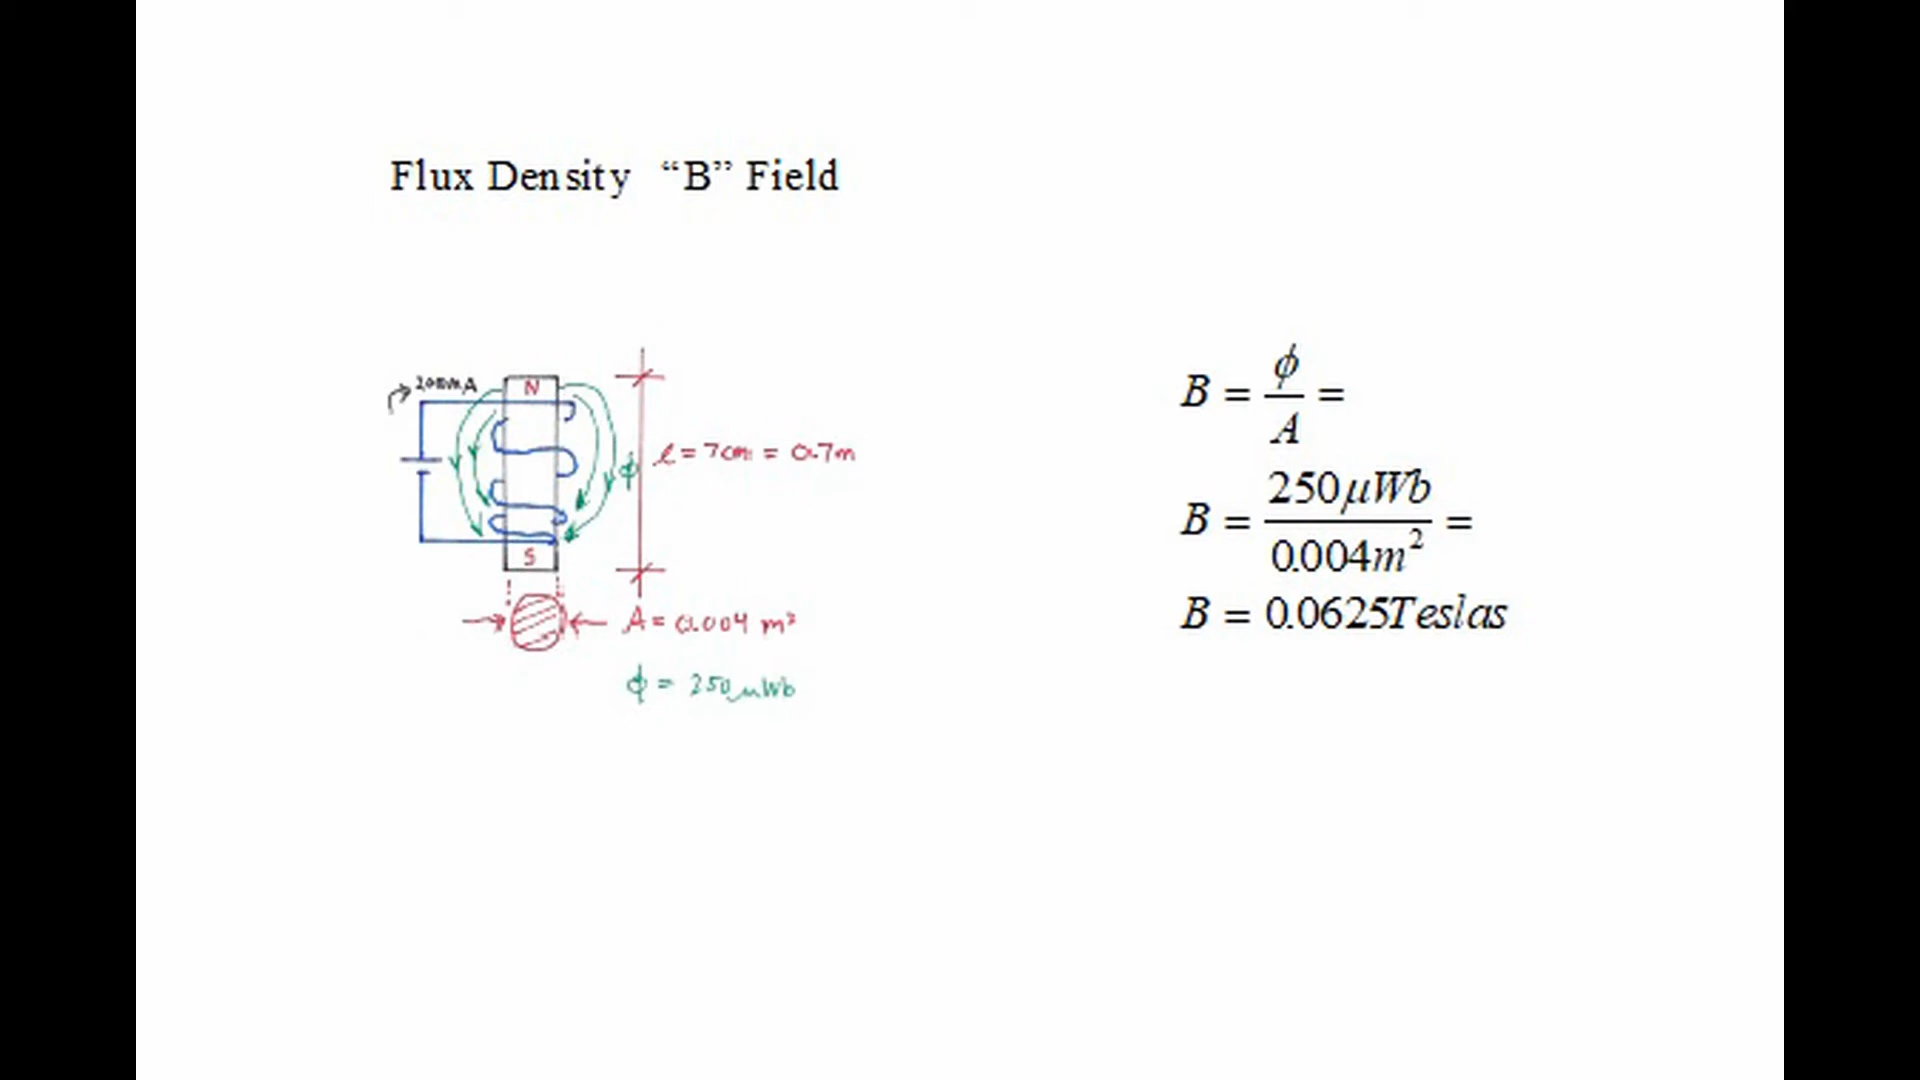 Flux Density “B” Field
200mA
N
ϕ
S
ℓ = 7cm = 0.7m
A = 0.004 m²
ϕ = 250 μWb
B = ϕ/A =
B = 250μWb/0.004m² =
B = 0.0625Teslas